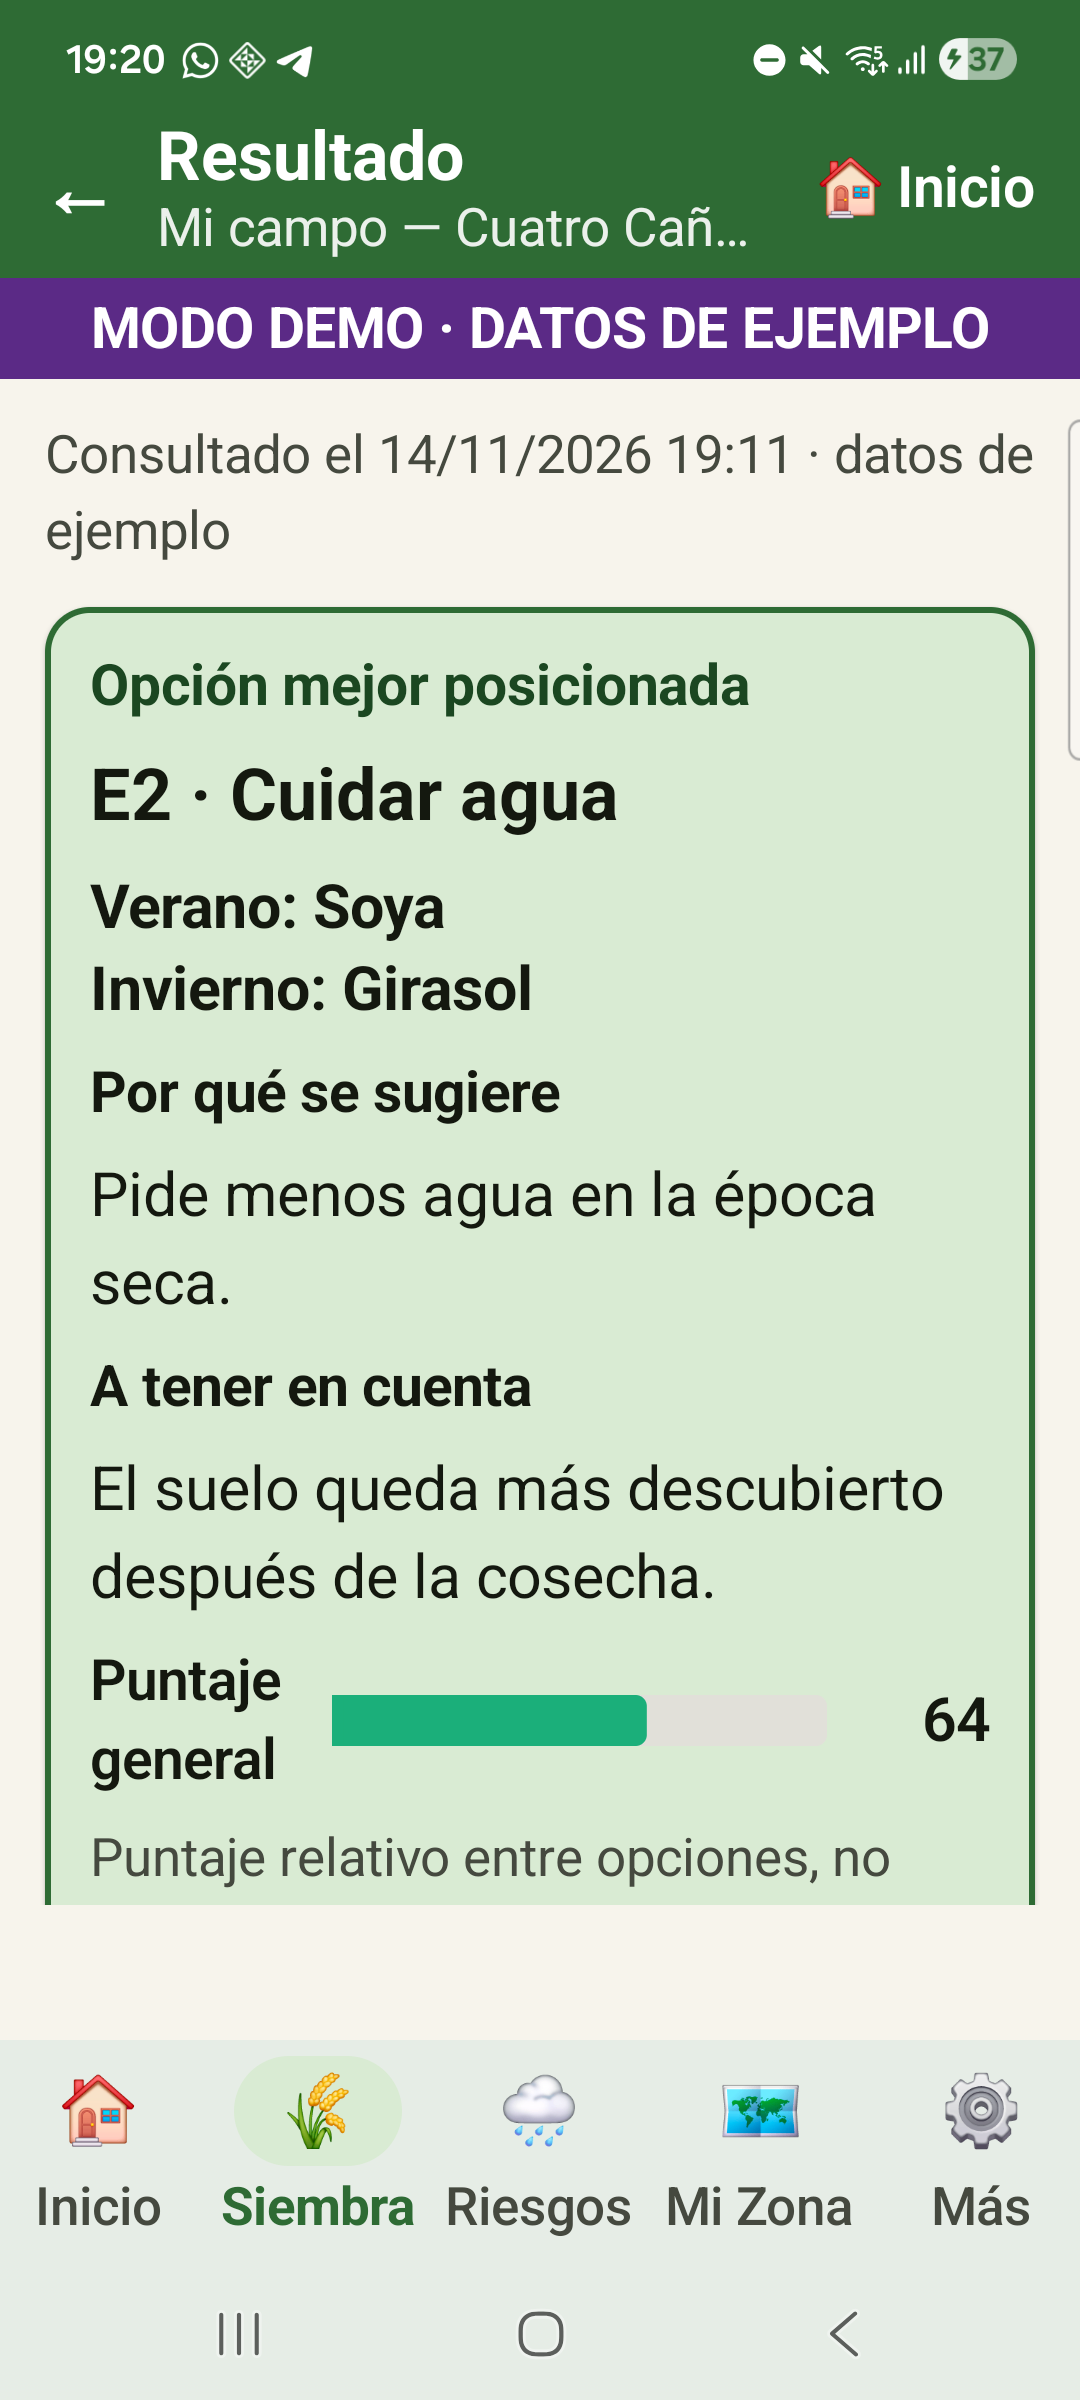 19:20
5
37
Resultado
Mi campo — Cuatro Cañ...
Inicio
MODO DEMO · DATOS DE EJEMPLO
Consultado el 14/11/2026 19:11 · datos de
ejemplo
Opción mejor posicionada
E2 · Cuidar agua
Verano: Soya
Invierno: Girasol
Por qué se sugiere
Pide menos agua en la época
seca.
A tener en cuenta
El suelo queda más descubierto
después de la cosecha.
Puntaje
general
64
Puntaje relativo entre opciones, no
Inicio
Siembra
Riesgos
Mi Zona
Más